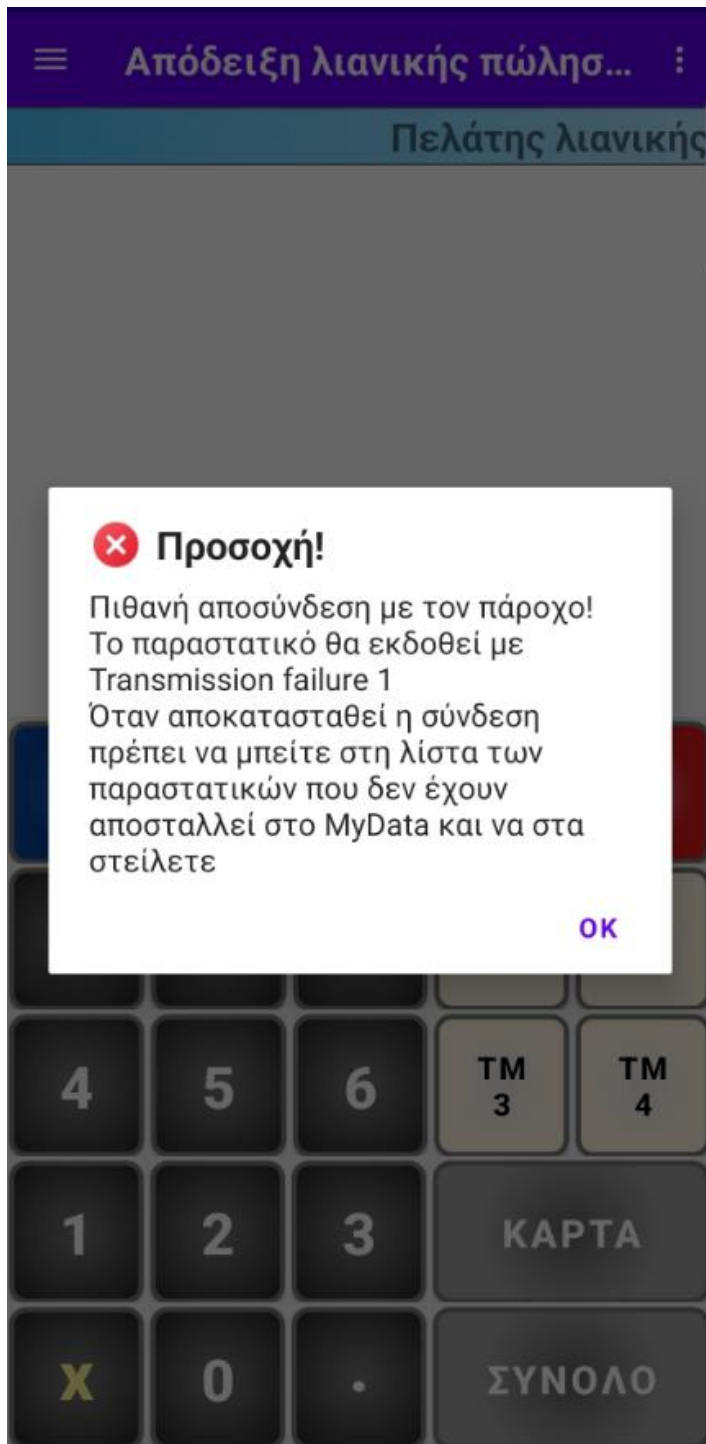 Απόδειξη λιανικής πώλησ...
Πελάτης λιανικής
Προσοχή!
Πιθανή αποσύνδεση με τον πάροχο!
Το παραστατικό θα εκδοθεί με
Transmission failure 1
Όταν αποκατασταθεί η σύνδεση
πρέπει να μπείτε στη λίστα των
παραστατικών που δεν έχουν
αποσταλλεί στο MyData και να στα
στείλετε
OK
4 5 6 TM 3 TM 4
1 2 3 ΚΑΡΤΑ
X 0 . ΣΥΝΟΛΟ